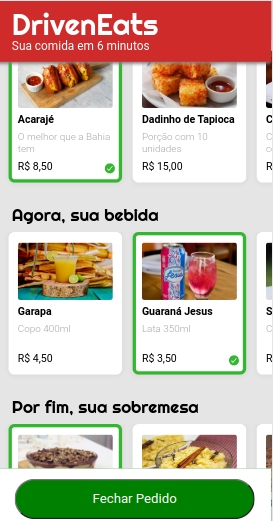 DrivenEats
Sua comida em 6 minutos
Acarajé
O melhor que a Bahia
tem
R$ 8,50
Dadinho de Tapioca
Porção com 10
unidades
R$ 15,00
Agora, sua bebida
Garapa
Copo 400ml
R$ 4,50
Guaraná Jesus
Lata 350ml
R$ 3,50
Por fim, sua sobremesa
Fechar Pedido